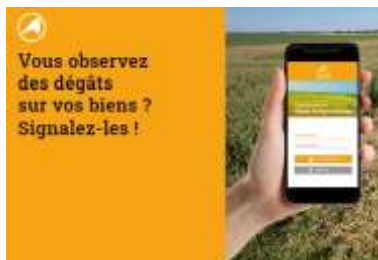 Vous observez
des dégâts
sur vos biens ?
Signalez-les !